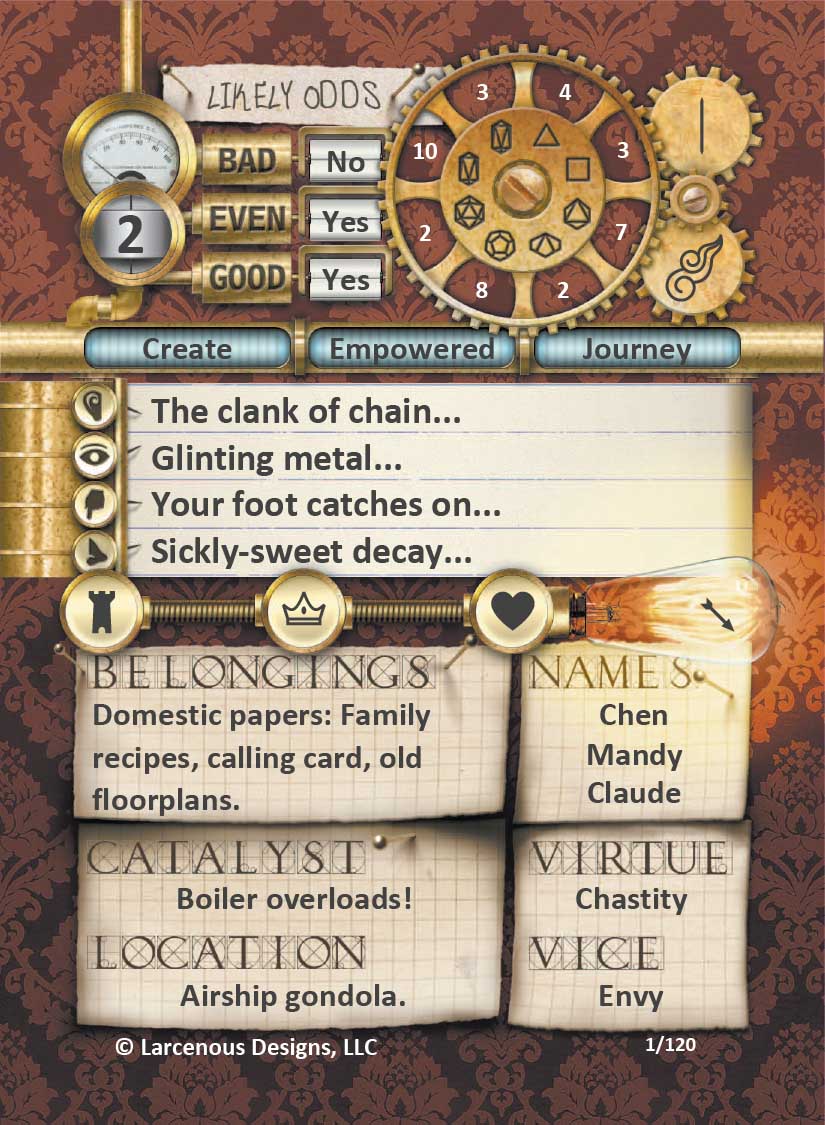 LIKELY ODDS
BAD No
EVEN Yes
GOOD Yes
2
3 4
10 3
2 7
8 2
Create Empowered Journey
The clank of chain...
Glinting metal...
Your foot catches on...
Sickly-sweet decay...
BELONGINGS
Domestic papers: Family
recipes, calling card, old
floorplans.
NAMES
Chen
Mandy
Claude
CATALYST
Boiler overloads!
LOCATION
Airship gondola.
VIRTUE
Chastity
VICE
Envy
© Larcenous Designs, LLC 1/120